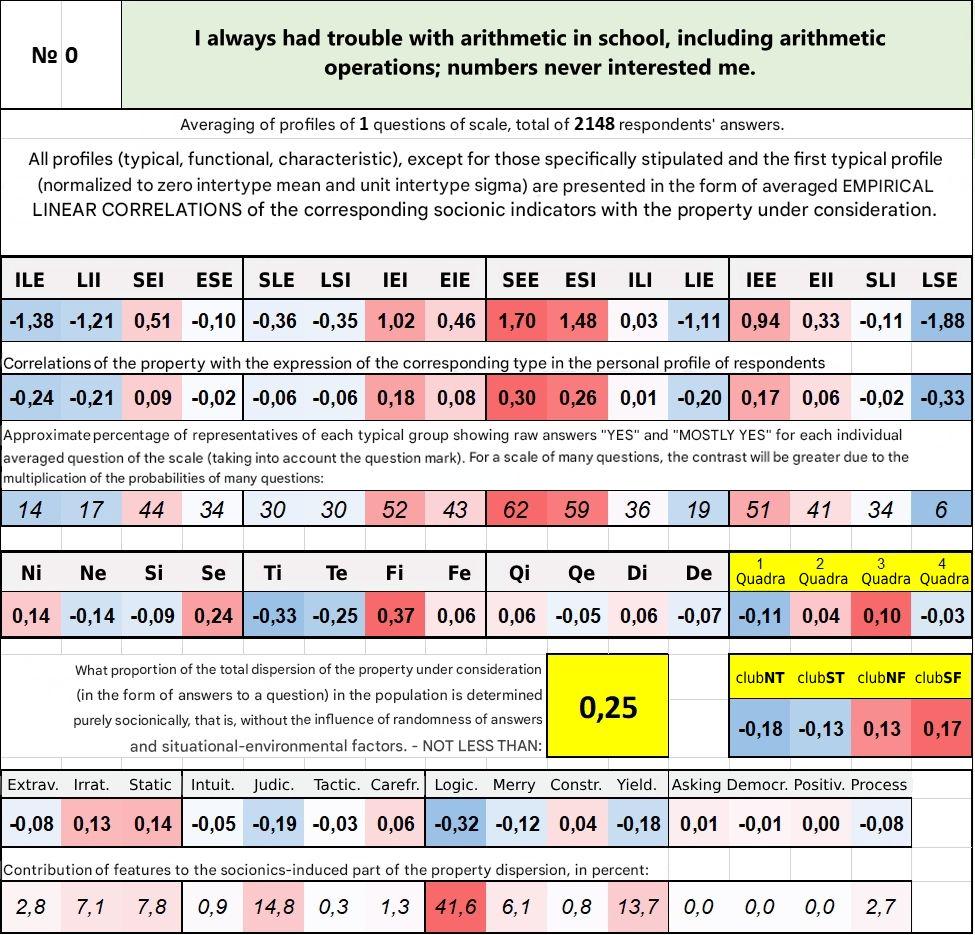 № 0
I always had trouble with arithmetic in school, including arithmetic
operations; numbers never interested me.
Averaging of profiles of 1 questions of scale, total of 2148 respondents' answers.
All profiles (typical, functional, characteristic), except for those specifically stipulated and the first typical profile
(normalized to zero intertype mean and unit intertype sigma) are presented in the form of averaged EMPIRICAL
LINEAR CORRELATIONS of the corresponding socionic indicators with the property under consideration.
ILE LII SEI ESE SLE LSI IEI EIE SEE ESI ILI LIE IEE EII SLI LSE
-1,38 -1,21 0,51 -0,10 -0,36 -0,35 1,02 0,46 1,70 1,48 0,03 -1,11 0,94 0,33 -0,11 -1,88
Correlations of the property with the expression of the corresponding type in the personal profile of respondents
-0,24 -0,21 0,09 -0,02 -0,06 -0,06 0,18 0,08 0,30 0,26 0,01 -0,20 0,17 0,06 -0,02 -0,33
Approximate percentage of representatives of each typical group showing raw answers "YES" and "MOSTLY YES" for each individual
averaged question of the scale (taking into account the question mark). For a scale of many questions, the contrast will be greater due to the
multiplication of the probabilities of many questions:
14 17 44 34 30 30 52 43 62 59 36 19 51 41 34 6
Ni Ne Si Se Ti Te Fi Fe Qi Qe Di De 1 Quadra 2 Quadra 3 Quadra 4 Quadra
0,14 -0,14 -0,09 0,24 -0,33 -0,25 0,37 0,06 0,06 -0,05 0,06 -0,07 -0,11 0,04 0,10 -0,03
What proportion of the total dispersion of the property under consideration
(in the form of answers to a question) in the population is determined
purely socionically, that is, without the influence of randomness of answers
and situational-environmental factors. - NOT LESS THAN:
0,25
clubNT clubST clubNF clubSF
-0,18 -0,13 0,13 0,17
Extrav. Irrat. Static Intuit. Judic. Tactic. Carefr. Logic. Merry Constr. Yield. Asking Democr. Positiv. Process
-0,08 0,13 0,14 -0,05 -0,19 -0,03 0,06 -0,32 -0,12 0,04 -0,18 0,01 -0,01 0,00 -0,08
Contribution of features to the socionics-induced part of the property dispersion, in percent:
2,8 7,1 7,8 0,9 14,8 0,3 1,3 41,6 6,1 0,8 13,7 0,0 0,0 0,0 2,7